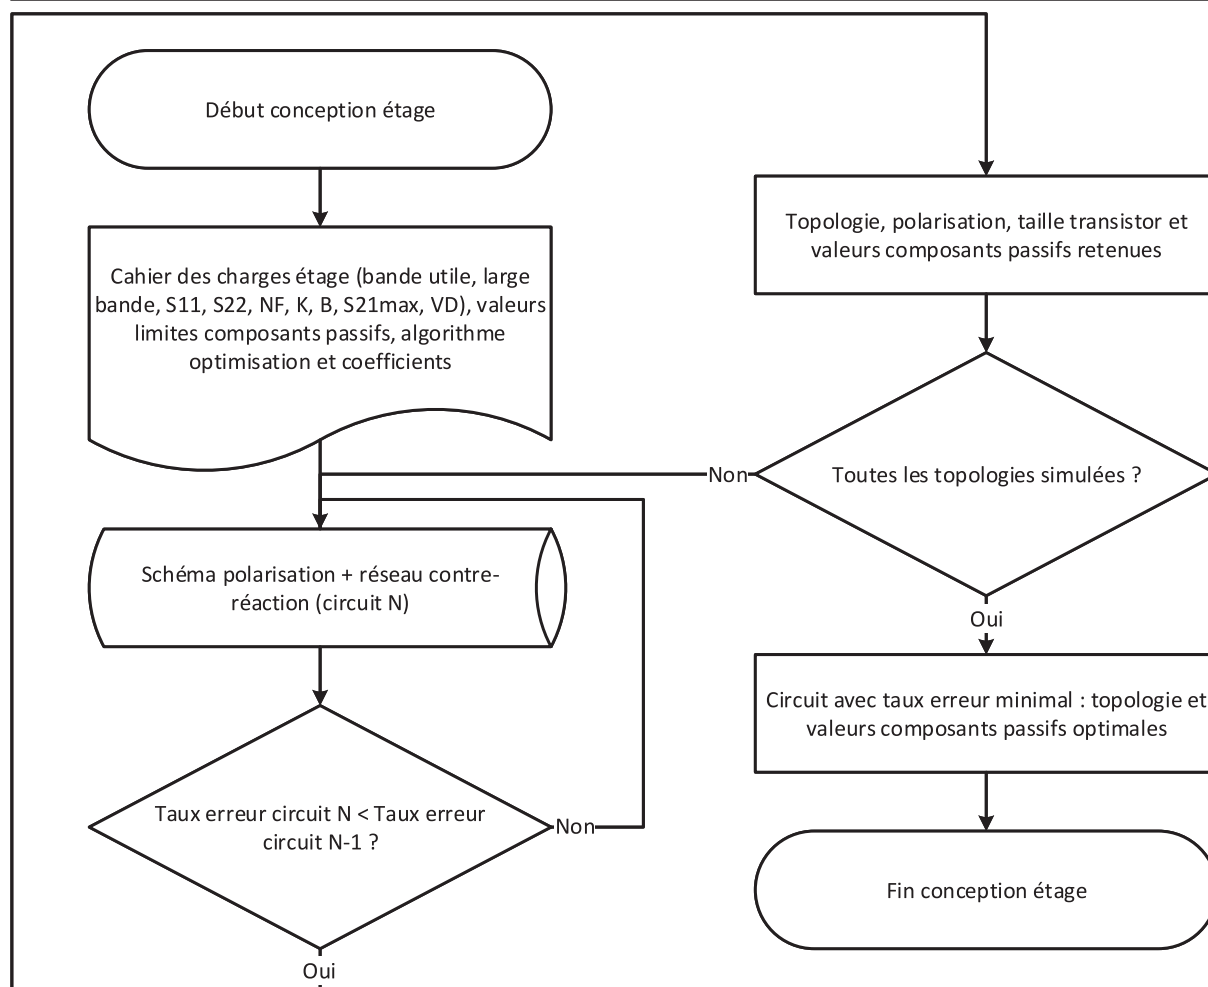 Début conception étage
Cahier des charges étage (bande utile, large
bande, S11, S22, NF, K, B, S21max, VD), valeurs
limites composants passifs, algorithme
optimisation et coefficients
Schéma polarisation + réseau contre-
réaction (circuit N)
Taux erreur circuit N < Taux erreur
circuit N-1 ?
Non
Oui
Topologie, polarisation, taille transistor et
valeurs composants passifs retenues
Toutes les topologies simulées ?
Non
Oui
Circuit avec taux erreur minimal : topologie et
valeurs composants passifs optimales
Fin conception étage